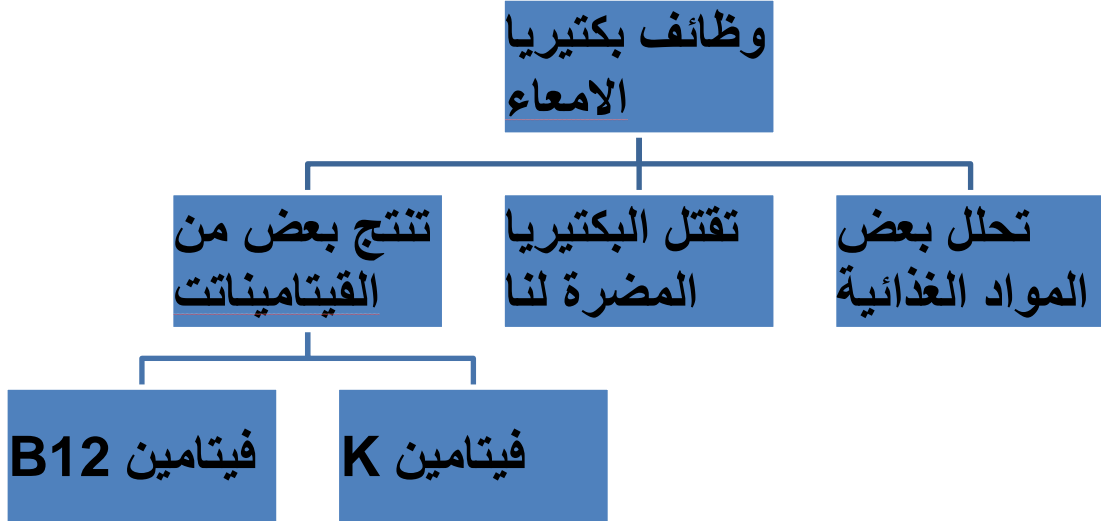 وظائف بكتيريا
الامعاء
تحلل بعض
المواد الغذائية
تقتل البكتيريا
المضرة لنا
تنتج بعض من
القيتاميناتت
فيتامين K
فيتامين B12